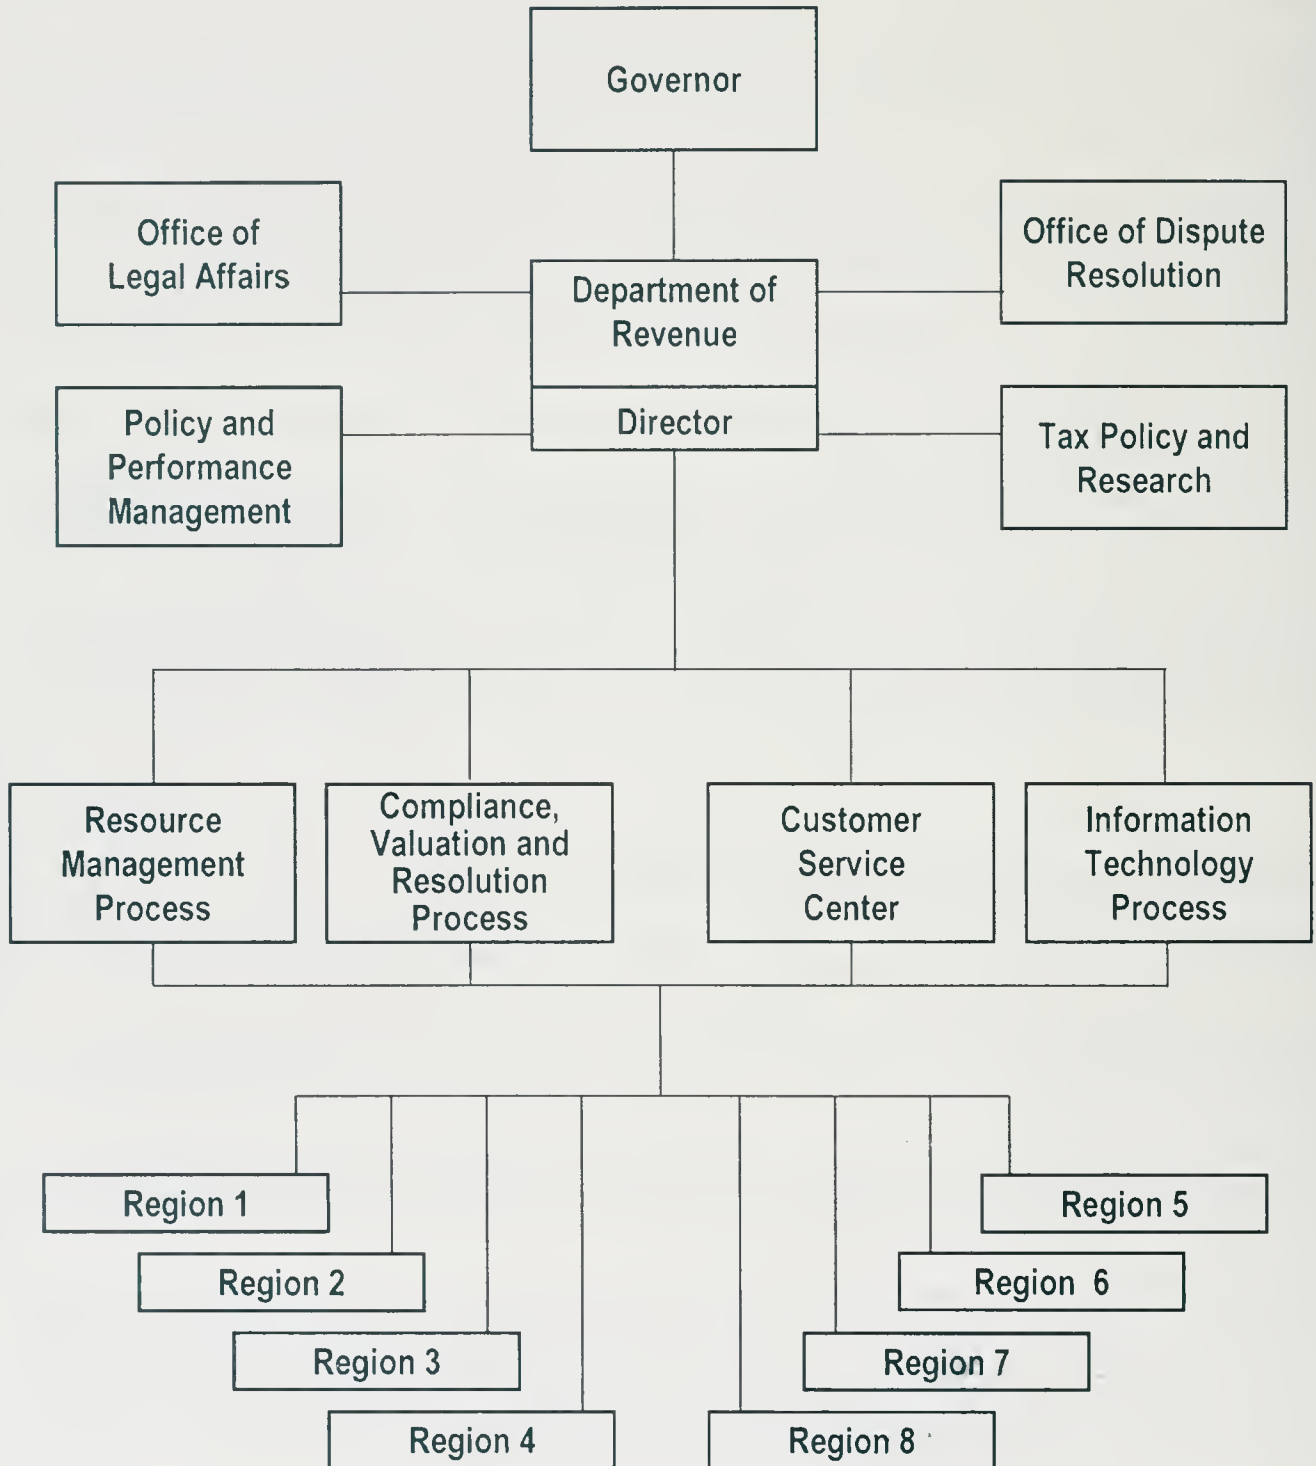 Governor
Office of
Legal Affairs
Department of
Revenue
Director
Office of Dispute
Resolution
Policy and
Performance
Management
Tax Policy and
Research
Resource
Management
Process
Compliance,
Valuation and
Resolution
Process
Customer
Service
Center
Information
Technology
Process
Region 1
Region 2
Region 3
Region 4
Region 5
Region 6
Region 7
Region 8